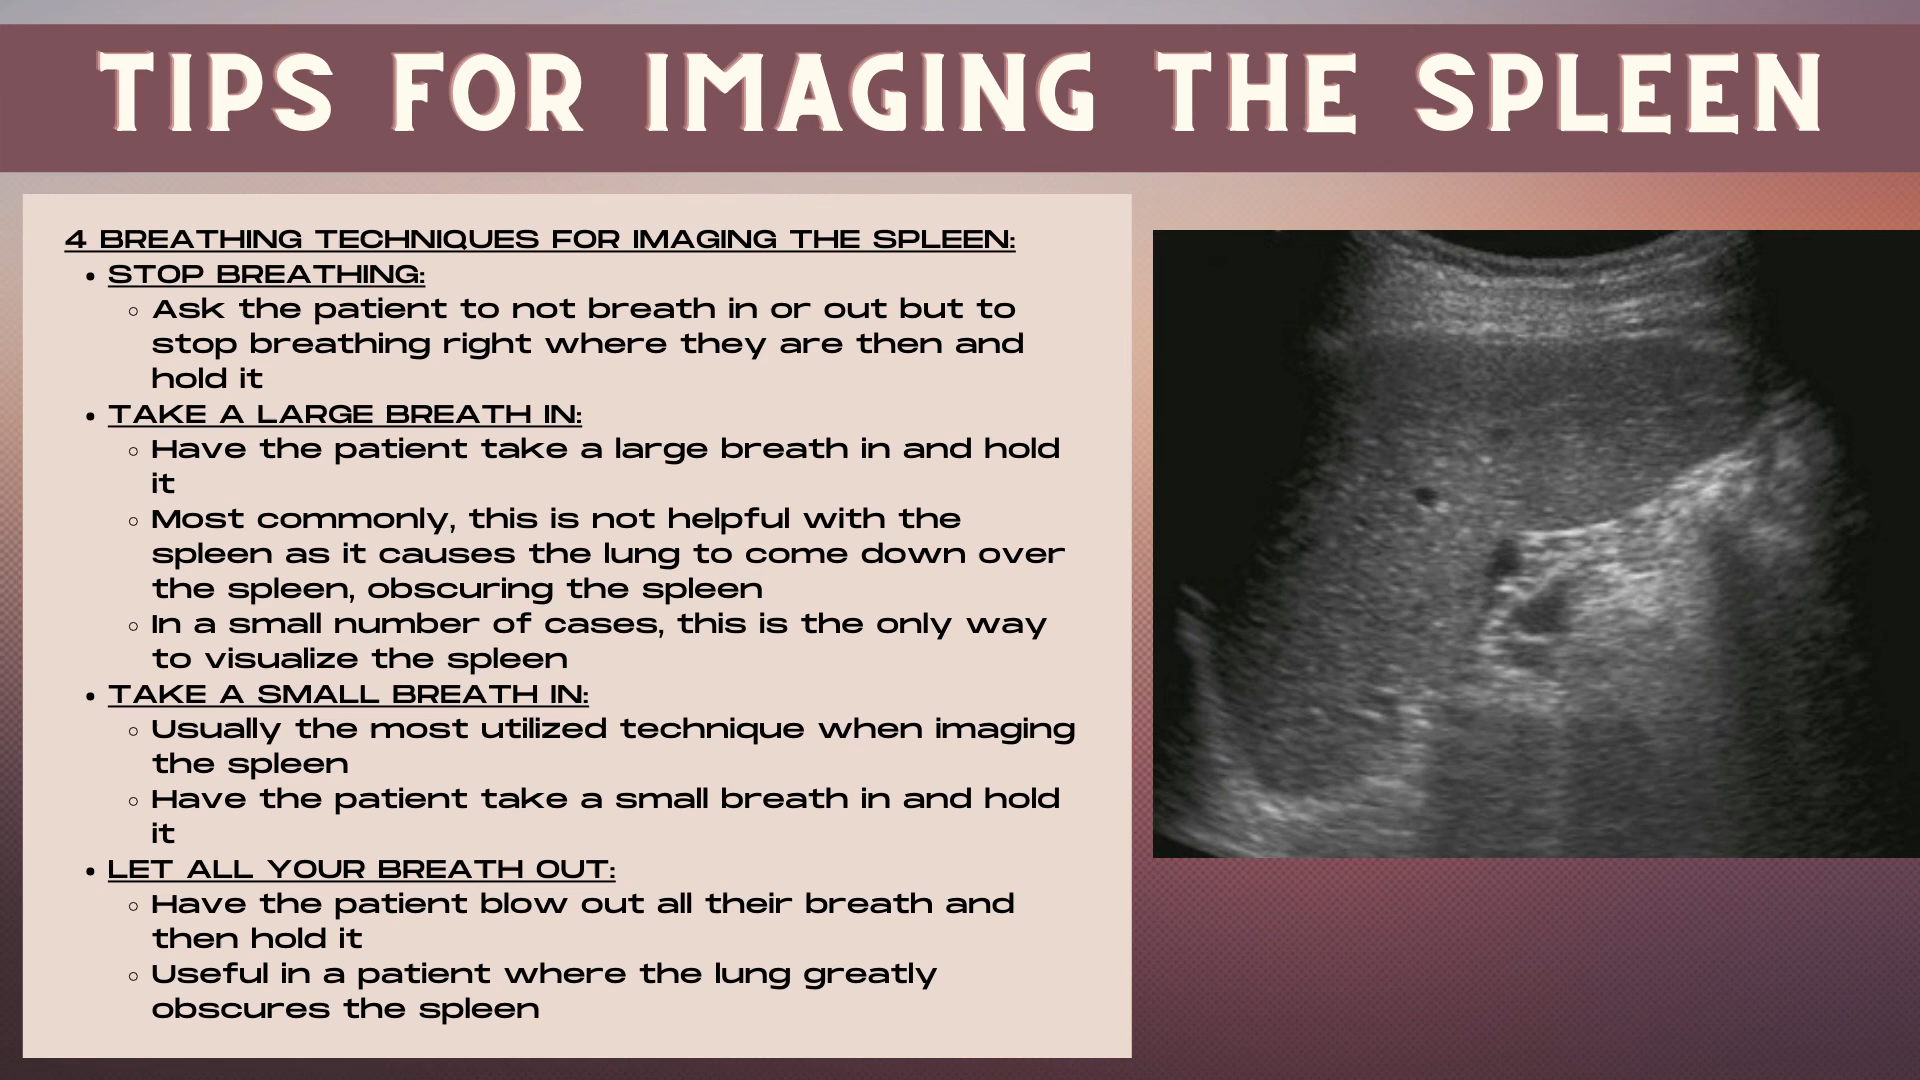 TIPS FOR IMAGING THE SPLEEN
4 BREATHING TECHNIQUES FOR IMAGING THE SPLEEN:
• STOP BREATHING:
◦ Ask the patient to not breath in or out but to
stop breathing right where they are then and
hold it
• TAKE A LARGE BREATH IN:
◦ Have the patient take a large breath in and hold
it
◦ Most commonly, this is not helpful with the
spleen as it causes the lung to come down over
the spleen, obscuring the spleen
◦ In a small number of cases, this is the only way
to visualize the spleen
• TAKE A SMALL BREATH IN:
◦ Usually the most utilized technique when imaging
the spleen
◦ Have the patient take a small breath in and hold
it
• LET ALL YOUR BREATH OUT:
◦ Have the patient blow out all their breath and
then hold it
◦ Useful in a patient where the lung greatly
obscures the spleen